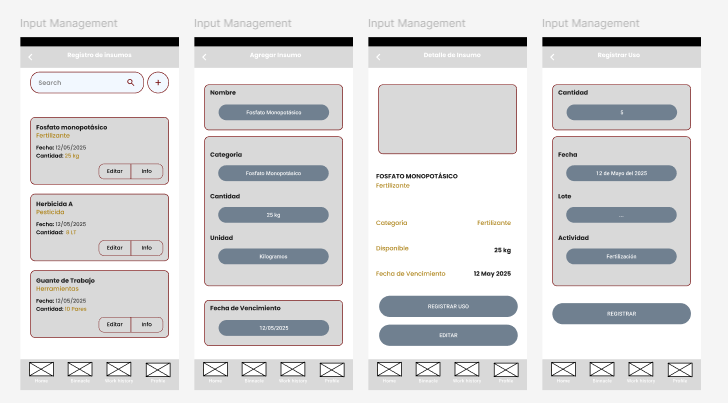 Input Management
Registro de Insumos
Search
+
Fosfato monopotásico
Fertilizante
Fecha: 12/05/2025
Cantidad: 25 kg
Editar
Info
Herbicida A
Pesticida
Fecha: 12/05/2025
Cantidad: 8 LT
Editar
Info
Guante de Trabajo
Herramientas
Fecha: 12/05/2025
Cantidad: 10 Pares
Editar
Info
Home
Work history
Profile
Input Management
Agregar Insumo
Nombre
Fosfato Monopotásico
Categoria
Fosfato Monopotásico
Cantidad
25 kg
Unidad
Kilogramos
Fecha de Vencimiento
12/05/2025
Home
Work history
Profile
Input Management
Detalle de Insumo
FOSFATO MONOPOTÁSICO
Fertilizante
Categoria
Fertilizante
Disponible
25 kg
Fecha de Vencimiento
12 May 2025
REGISTRAR USO
EDITAR
Home
Work history
Profile
Input Management
Registrar Uso
Cantidad
5
Fecha
12 de Mayo del 2025
Lote
...
Actividad
Fertilización
REGISTRAR
Home
Work history
Profile